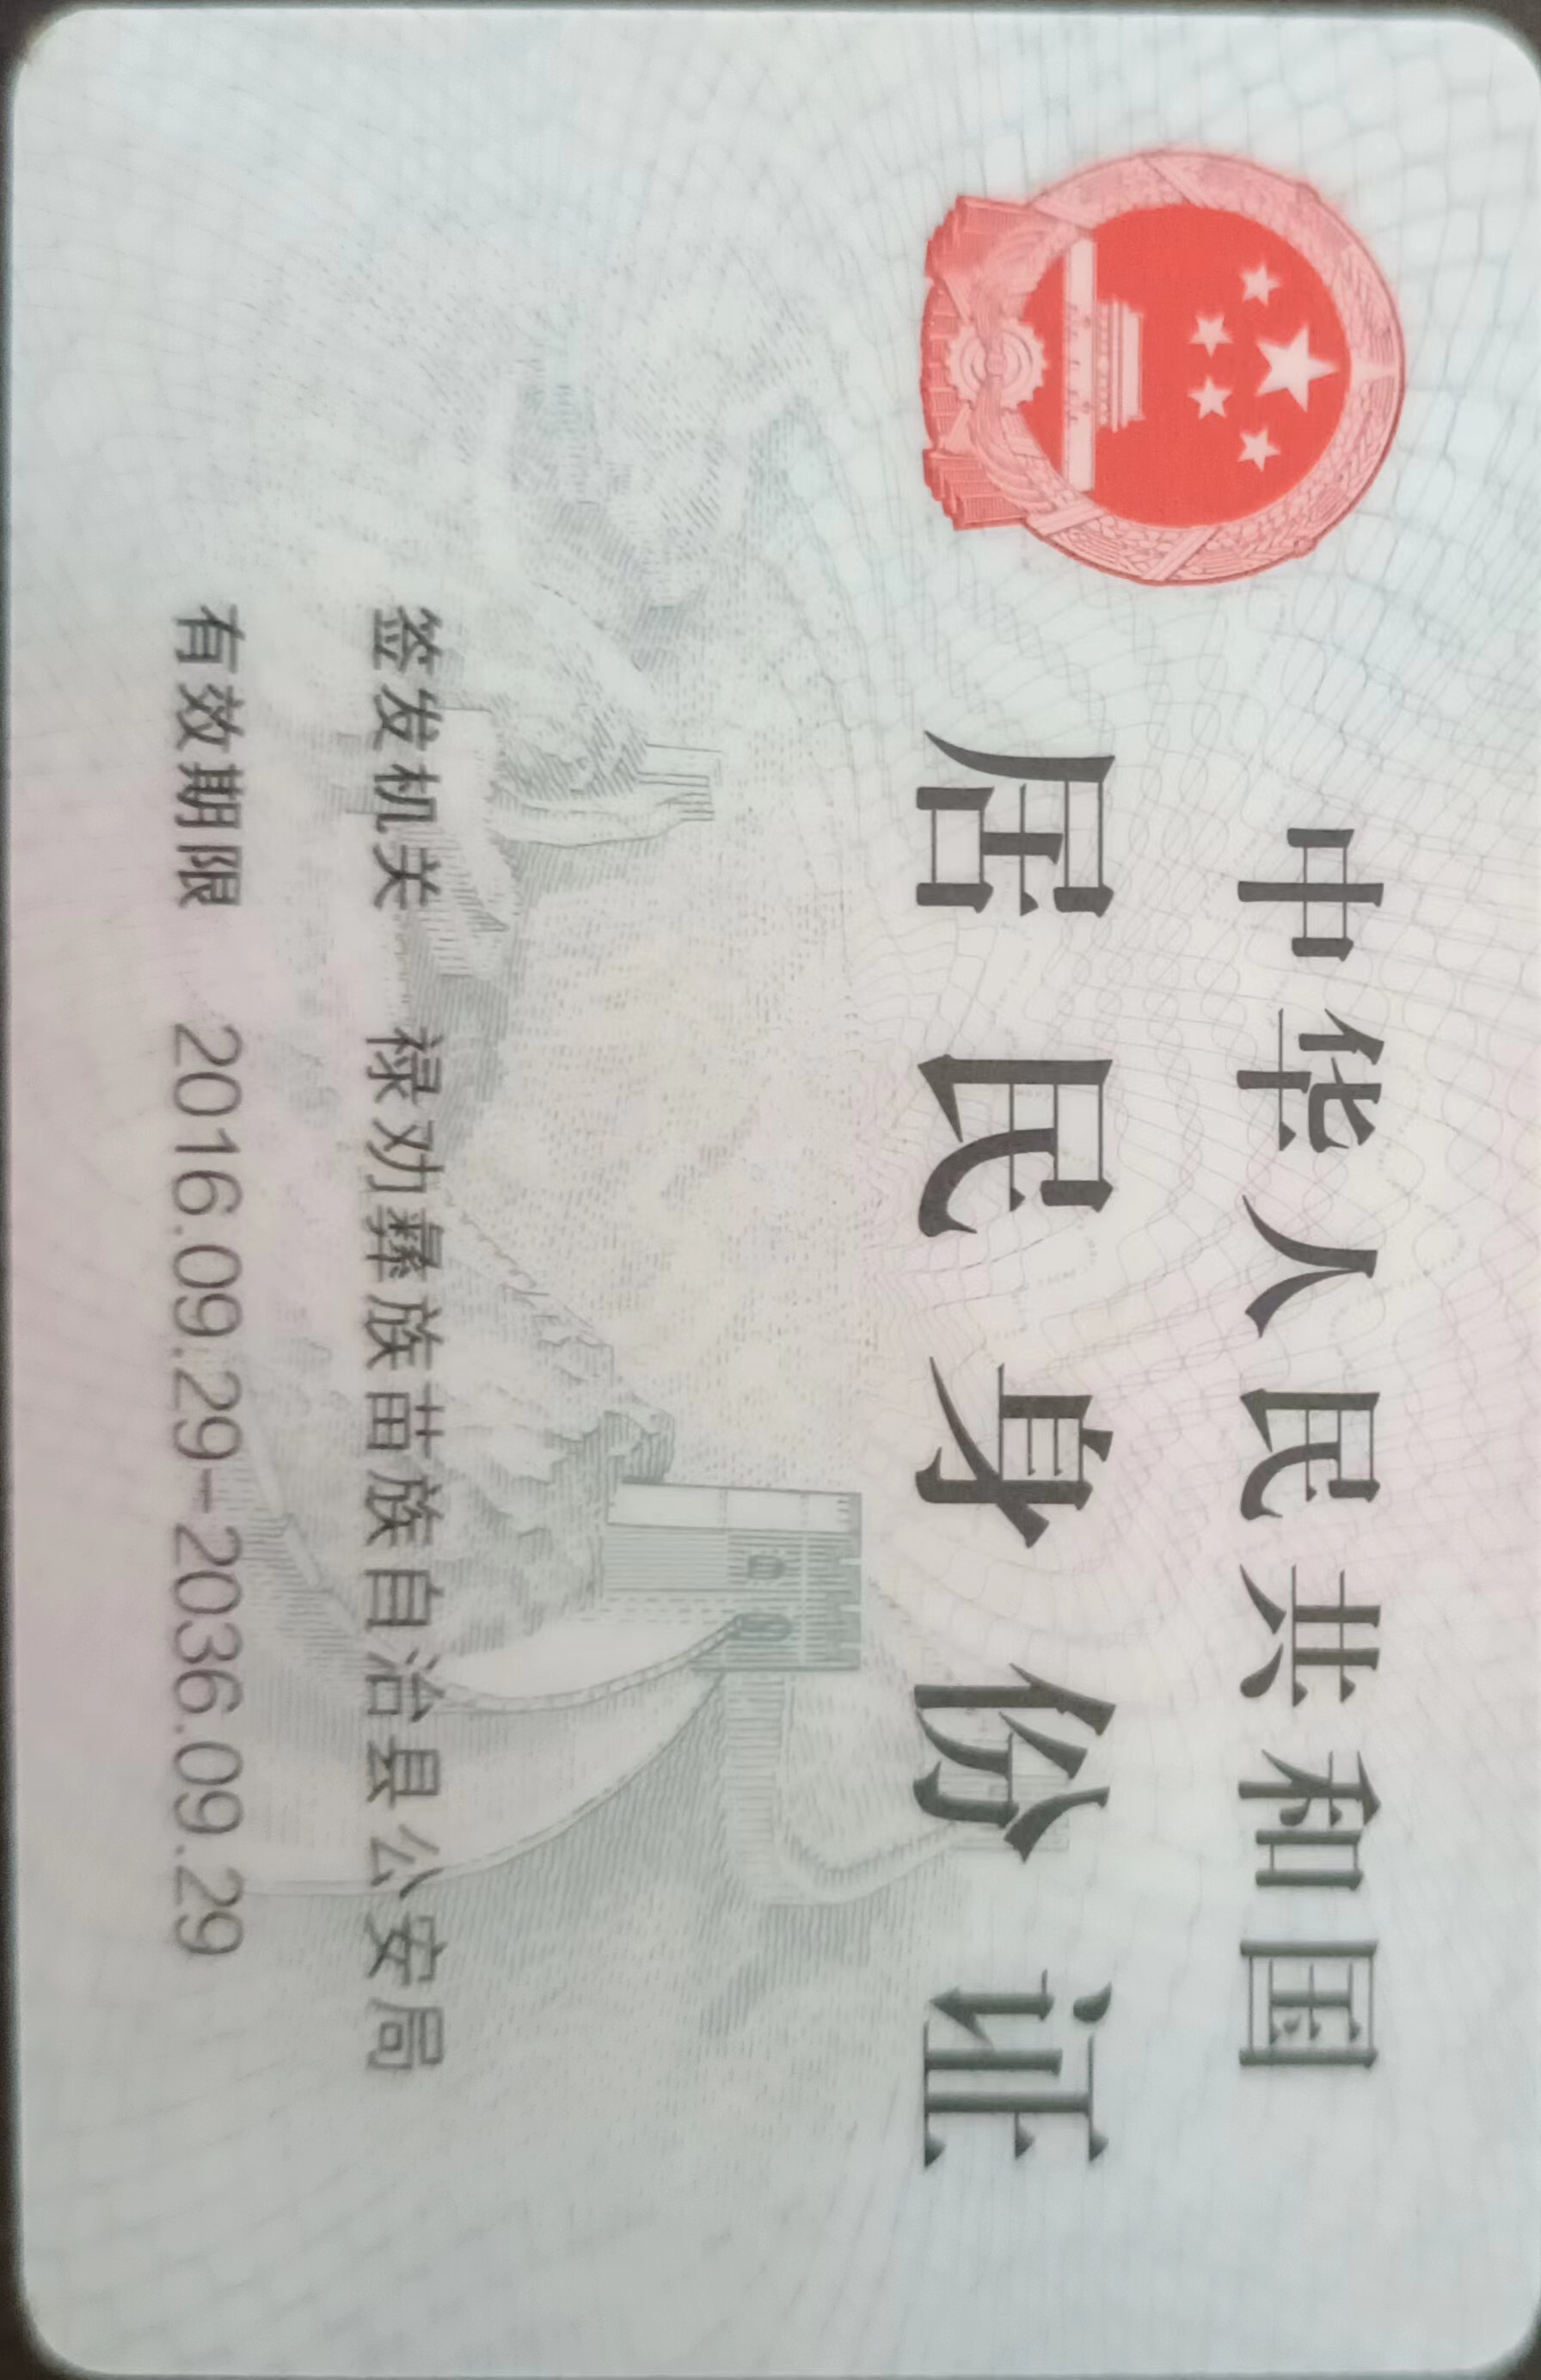 中华人民共和国
居民身份证
签发机关 禄劝彝族苗族自治县公安局
有效期限 2016.09.29-2036.09.29